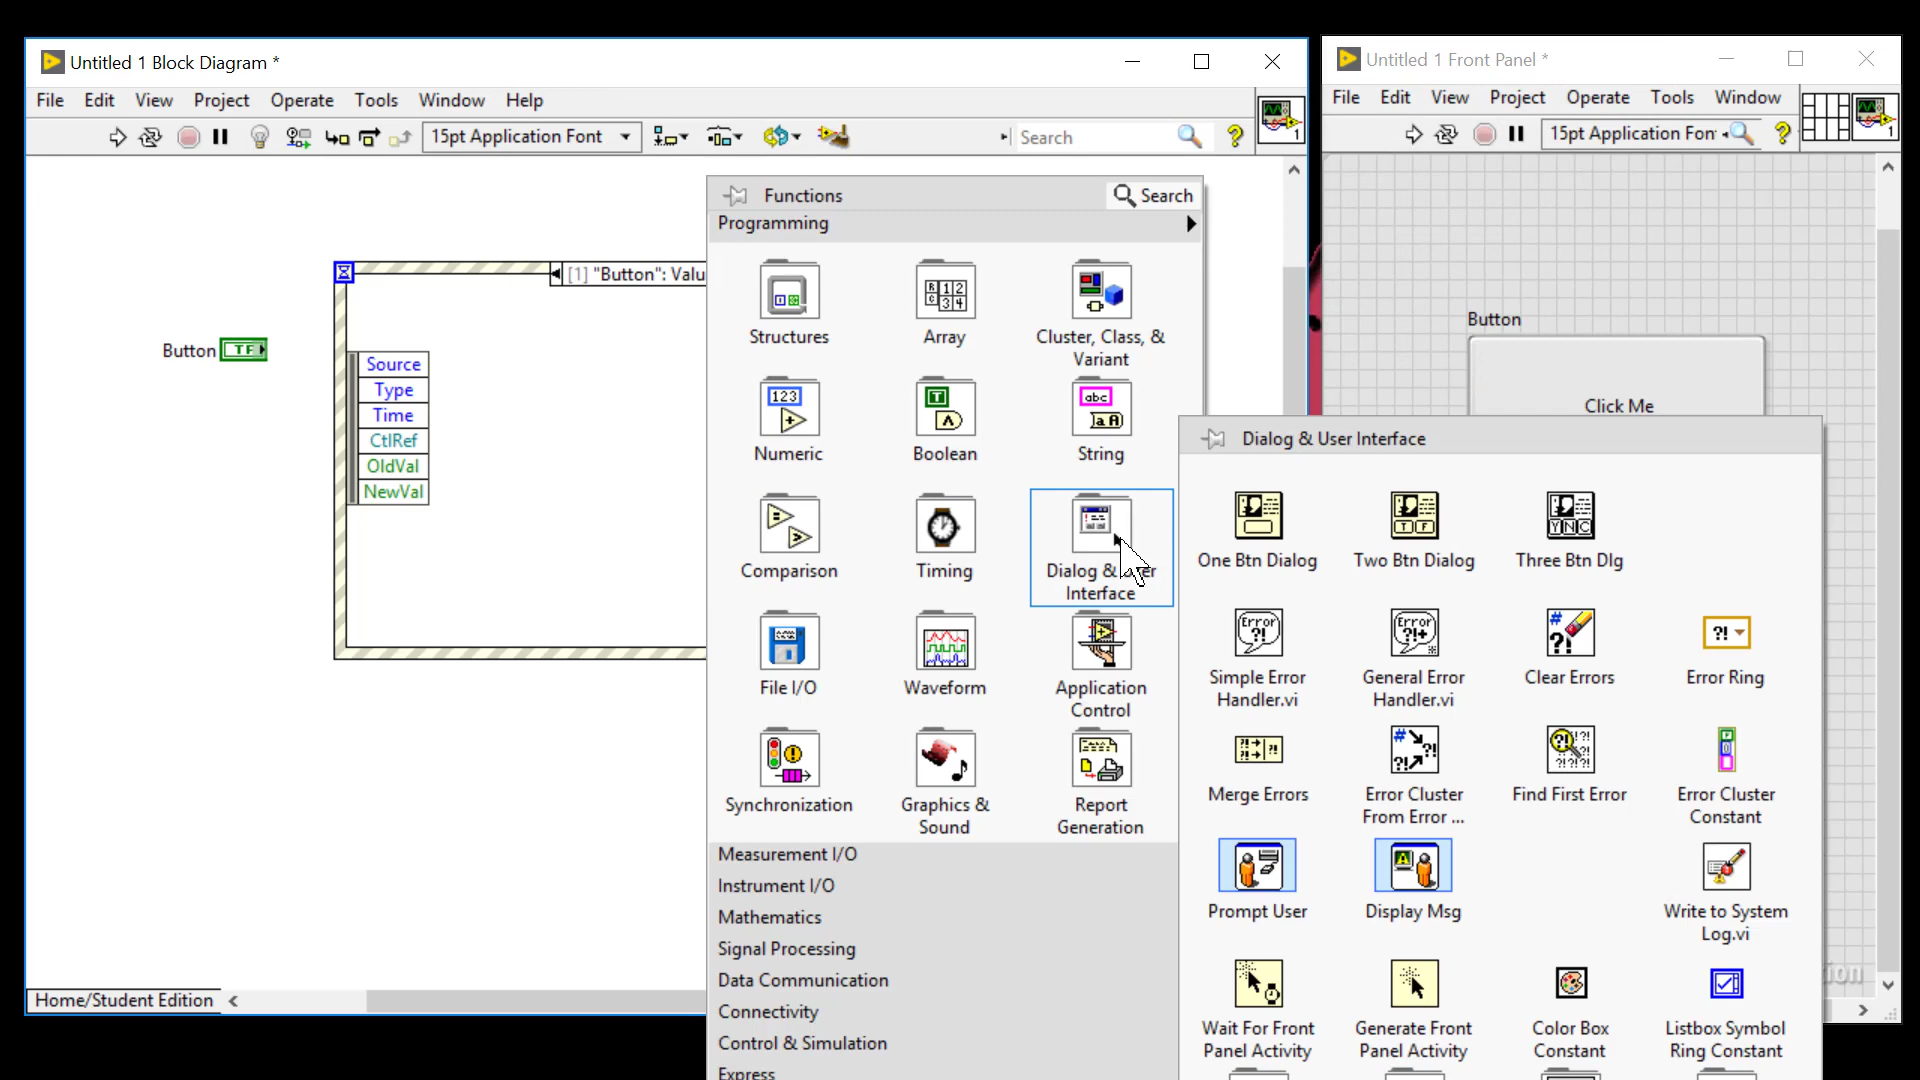 Untitled 1 Block Diagram *
File Edit View Project Operate Tools Window Help
15pt Application Font
Search
1
[1] "Button": Valu
Button TF
Source
Type
Time
CtlRef
OldVal
NewVal
Home/Student Edition
Functions
Search
Programming
Structures
Array
Cluster, Class, &
Variant
Numeric
Boolean
String
Comparison
Timing
Dialog &
Interface
File I/O
Waveform
Application
Control
Synchronization
Graphics &
Sound
Report
Generation
Measurement I/O
Instrument I/O
Mathematics
Signal Processing
Data Communication
Connectivity
Control & Simulation
Express
Untitled 1 Front Panel *
File Edit View Project Operate Tools Window
15pt Application Fon
1
Button
Click Me
Dialog & User Interface
One Btn Dialog
Two Btn Dialog
Three Btn Dlg
Simple Error
Handler.vi
General Error
Handler.vi
Clear Errors
Error Ring
Merge Errors
Error Cluster
From Error ...
Find First Error
Error Cluster
Constant
Prompt User
Display Msg
Write to System
Log.vi
Wait For Front
Panel Activity
Generate Front
Panel Activity
Color Box
Constant
Listbox Symbol
Ring Constant